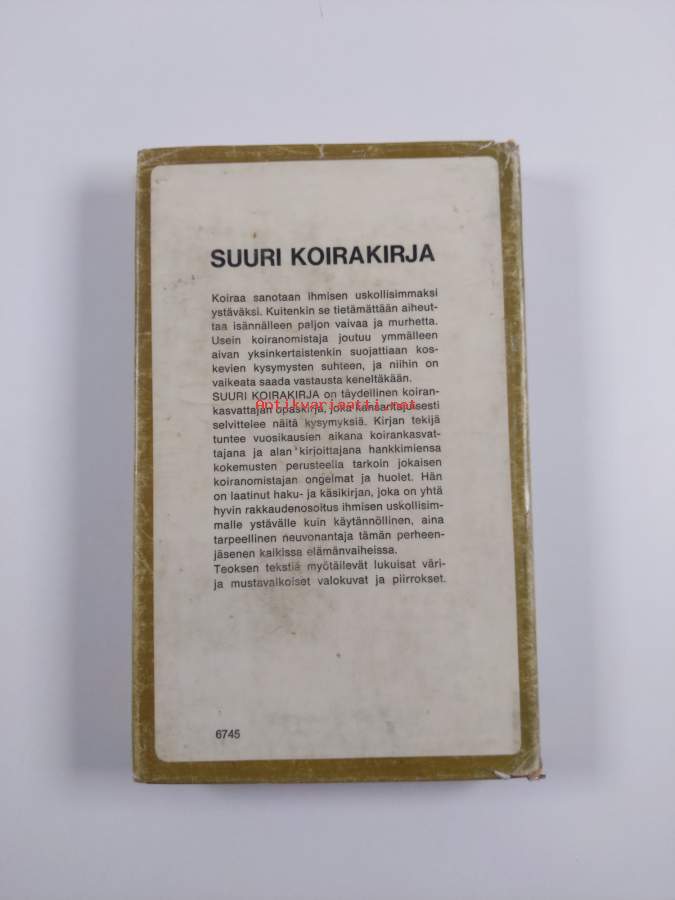 SUURI KOIRAKIRJA
Koiraa sanotaan ihmisen uskollisimmaksi
ystäväksi. Kuitenkin se tietämättään aiheut-
taa isännälleen paljon vaivaa ja murhetta.
Usein koiranomistaja joutuu ymmälleen
aivan yksinkertaistenkin suojattiaan kos-
kevien kysymysten suhteen, ja niihin on
vaikeata saada vastausta keneltäkään.
SUURI KOIRAKIRJA on täydellinen koiran-
Antikvariaatti.net
kasvattajan opaskirja, joka kansantajuisesti
selvittelee näitä kysymyksiä. Kirjan tekijä
tuntee vuosikausien aikana koirankasvat-
tajana ja alan kirjoittajana hankkimiensa
kokemusten perusteella tarkoin jokaisen
koiranomistajan ongelmat ja huolet. Hän
on laatinut haku- ja käsikirjan, joka on yhtä
hyvin rakkaudenosoitus ihmisen uskollisim-
malle ystävälle kuin käytännöllinen, aina
tarpeellinen neuvonantaja tämän perheen-
jäsenen kaikissa elämänvaiheissa.
Teoksen tekstiä myötäilevät lukuisat väri-
ja mustavalkoiset valokuvat ja piirrokset.
6745